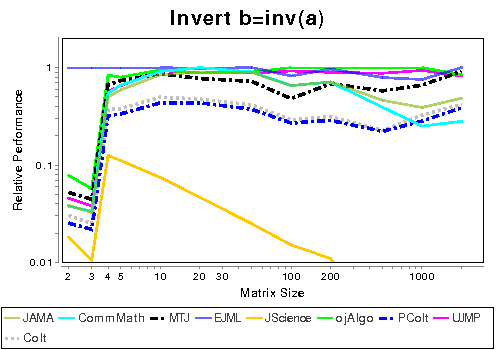 Invert b=inv(a)
Relative Performance
1
0.1
0.01
2 3 4 5 10 20 30 100 200 1000
Matrix Size
JAMA CommMath MTJ EJML JScience ojAlgo PColt UJMP
Colt